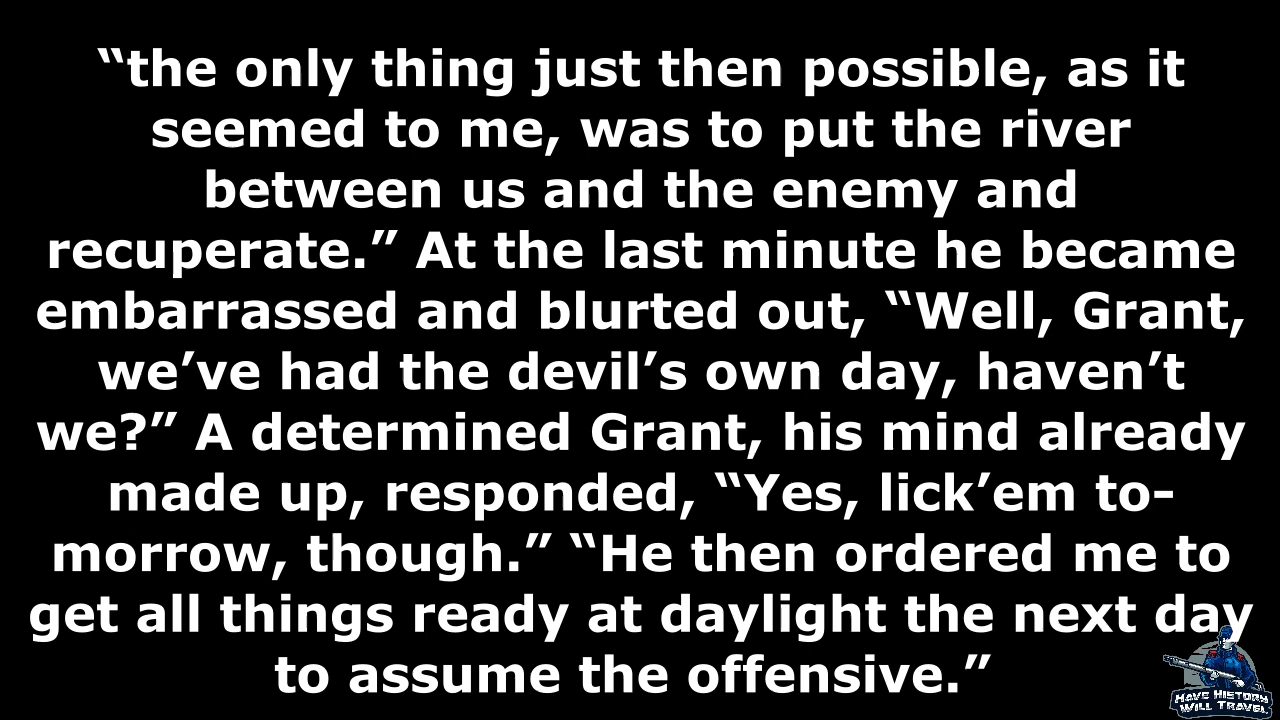 “the only thing just then possible, as it
seemed to me, was to put the river
between us and the enemy and
recuperate.” At the last minute he became
embarrassed and blurted out, “Well, Grant,
we’ve had the devil’s own day, haven’t
we?” A determined Grant, his mind already
made up, responded, “Yes, lick’em to-
morrow, though.” “He then ordered me to
get all things ready at daylight the next day
to assume the offensive.”
HAVE HISTORY
WILL TRAVEL